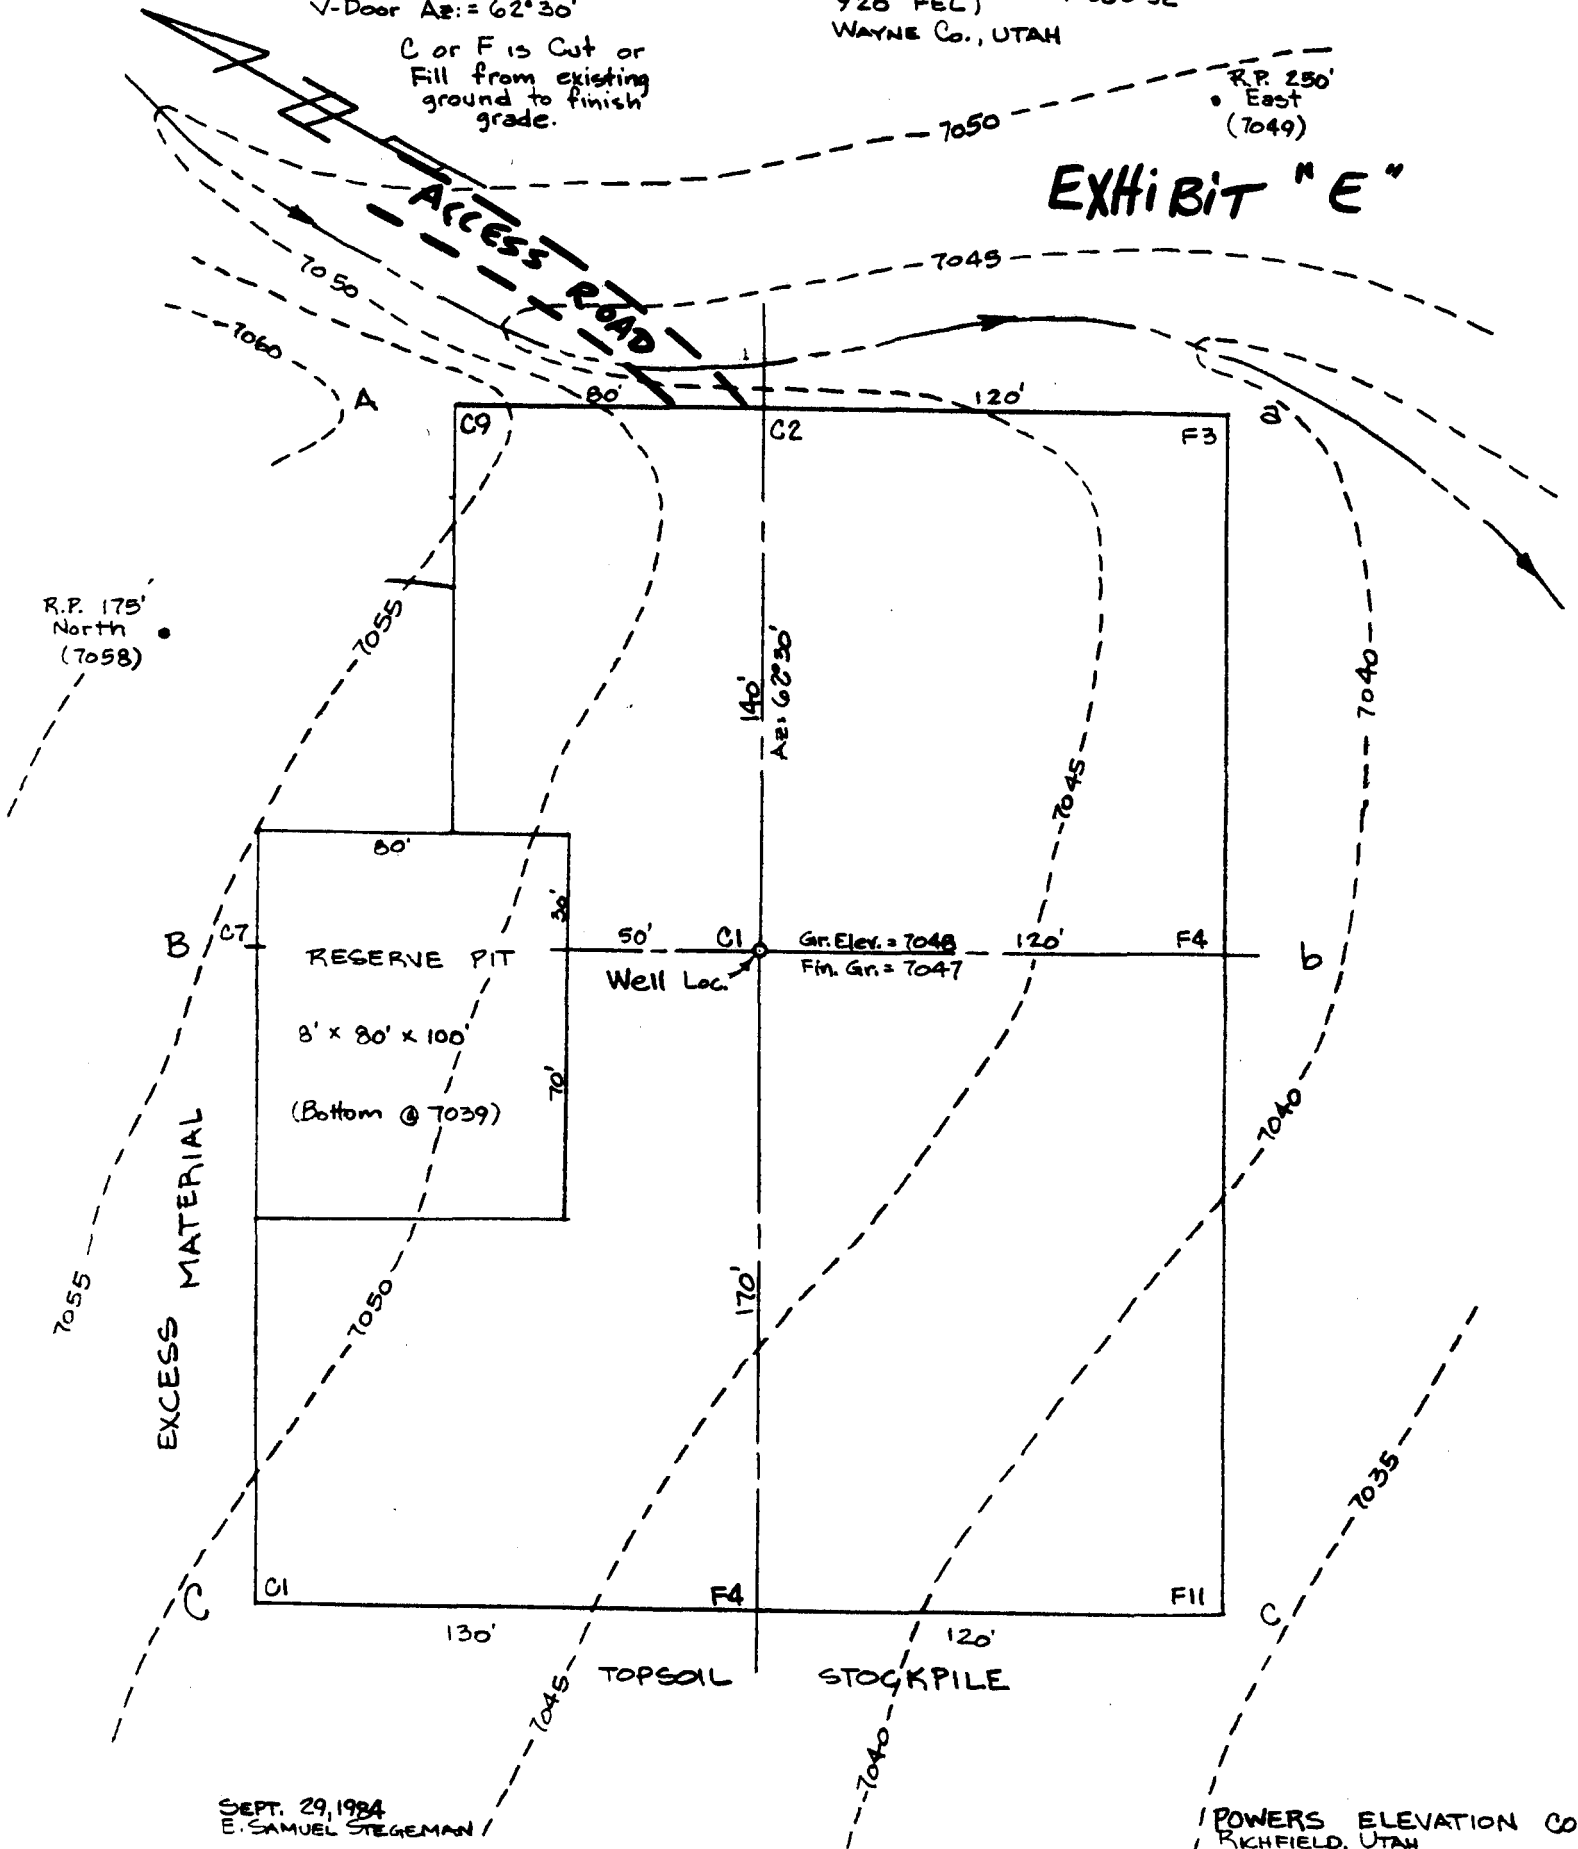 V-Door Az: = 62°30'
C or F is Cut or
Fill from existing
ground to finish
grade.
920' FEL)
WAYNE Co., UTAH
R.P. 250'
East
(7049)
7050
EXHiBiT "E"
ACCESS ROAD
7045
7050
7060
A
80'
120'
a
C9
C2
F3
R.P. 175'
North
(7058)
7055
140'
Az: 62°30'
7040
7045
80'
30'
B
C7
RESERVE PIT
50'
C1
Gr. Elev. = 7048
120'
F4
b
Well Loc.
Fin. Gr. = 7047
8' x 80' x 100'
70'
(Bottom @ 7039)
7040
EXCESS MATERIAL
7055
7050
170'
7035
C
C1
F4
F11
C
130'
120'
TOPSOIL STOCKPILE
7045
7040
SEPT. 29, 1984
E. SAMUEL STEGEMAN
POWERS ELEVATION CO
RICHFIELD, UTAH